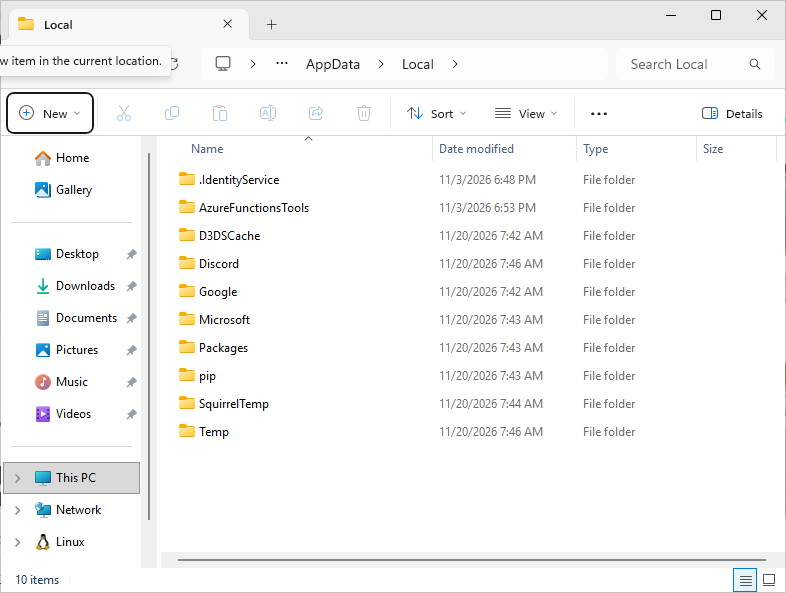 Local
w item in the current location.
AppData
Local
Search Local
New
Sort
View
Details
Name
Date modified
Type
Size
Home
Gallery
Desktop
Downloads
Documents
Pictures
Music
Videos
This PC
Network
Linux
.IdentityService 11/3/2026 6:48 PM File folder
AzureFunctionsTools 11/3/2026 6:53 PM File folder
D3DSCache 11/20/2026 7:42 AM File folder
Discord 11/20/2026 7:46 AM File folder
Google 11/20/2026 7:42 AM File folder
Microsoft 11/20/2026 7:43 AM File folder
Packages 11/20/2026 7:43 AM File folder
pip 11/20/2026 7:43 AM File folder
SquirrelTemp 11/20/2026 7:44 AM File folder
Temp 11/20/2026 7:46 AM File folder
10 items